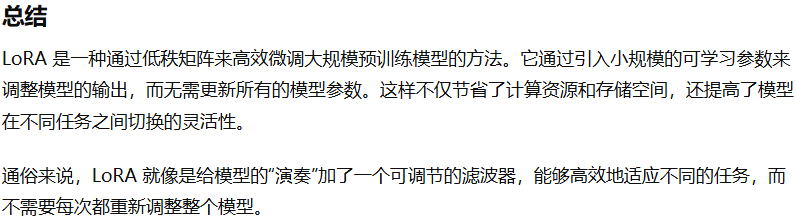 总结
LoRA 是一种通过低秩矩阵来高效微调大规模预训练模型的方法。它通过引入小规模的可学习参数来
调整模型的输出，而无需更新所有的模型参数。这样不仅节省了计算资源和存储空间，还提高了模型
在不同任务之间切换的灵活性。
通俗来说，LoRA 就像是给模型的“演奏”加了一个可调节的滤波器，能够高效地适应不同的任务，而
不需要每次都重新调整整个模型。